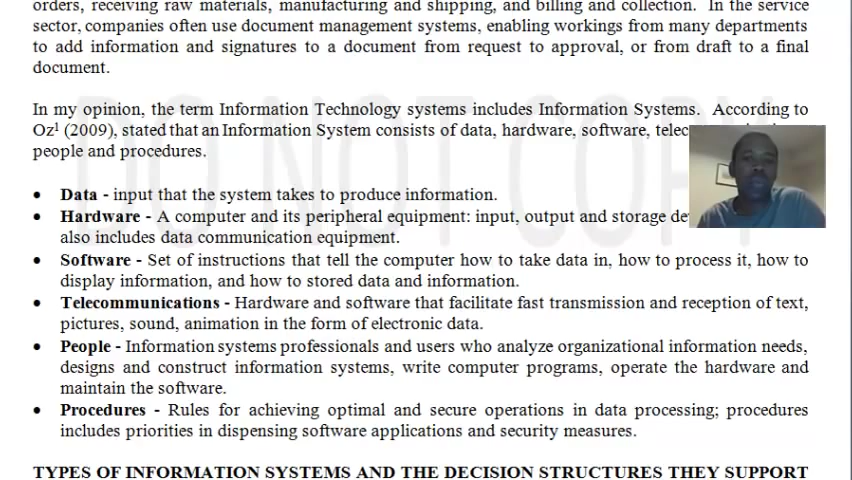 orders, receiving raw materials, manufacturing and shipping, and billing and collection. In the service
sector, companies often use document management systems, enabling workings from many departments
to add information and signatures to a document from request to approval, or from draft to a final
document.
In my opinion, the term Information Technology systems includes Information Systems. According to
Oz¹ (2009), stated that an Information System consists of data, hardware, software,
people and procedures.
• Data - input that the system takes to produce information.
• Hardware - A computer and its peripheral equipment: input, output and storage
also includes data communication equipment.
• Software - Set of instructions that tell the computer how to take data in, how to process it, how to
display information, and how to stored data and information.
• Telecommunications - Hardware and software that facilitate fast transmission and reception of text,
pictures, sound, animation in the form of electronic data.
• People - Information systems professionals and users who analyze organizational information needs,
designs and construct information systems, write computer programs, operate the hardware and
maintain the software.
• Procedures - Rules for achieving optimal and secure operations in data processing; procedures
includes priorities in dispensing software applications and security measures.
TYPES OF INFORMATION SYSTEMS AND THE DECISION STRUCTURES THEY SUPPORT
DO NOT COPY